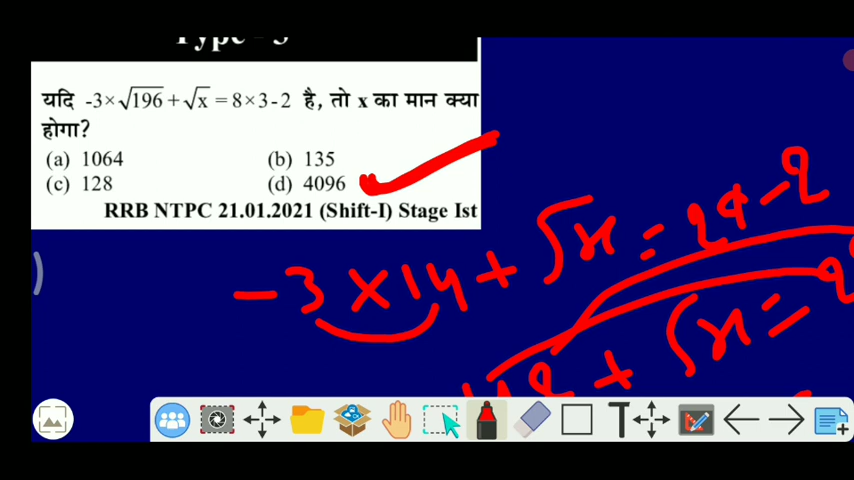 Type - 3
यदि -3×√196 + √x = 8×3-2 है, तो x का मान क्या
होगा?
(a) 1064 (b) 135
(c) 128 (d) 4096
RRB NTPC 21.01.2021 (Shift-I) Stage Ist
-3 × 14 + √x = 24 - 2
+ √x = 2
T